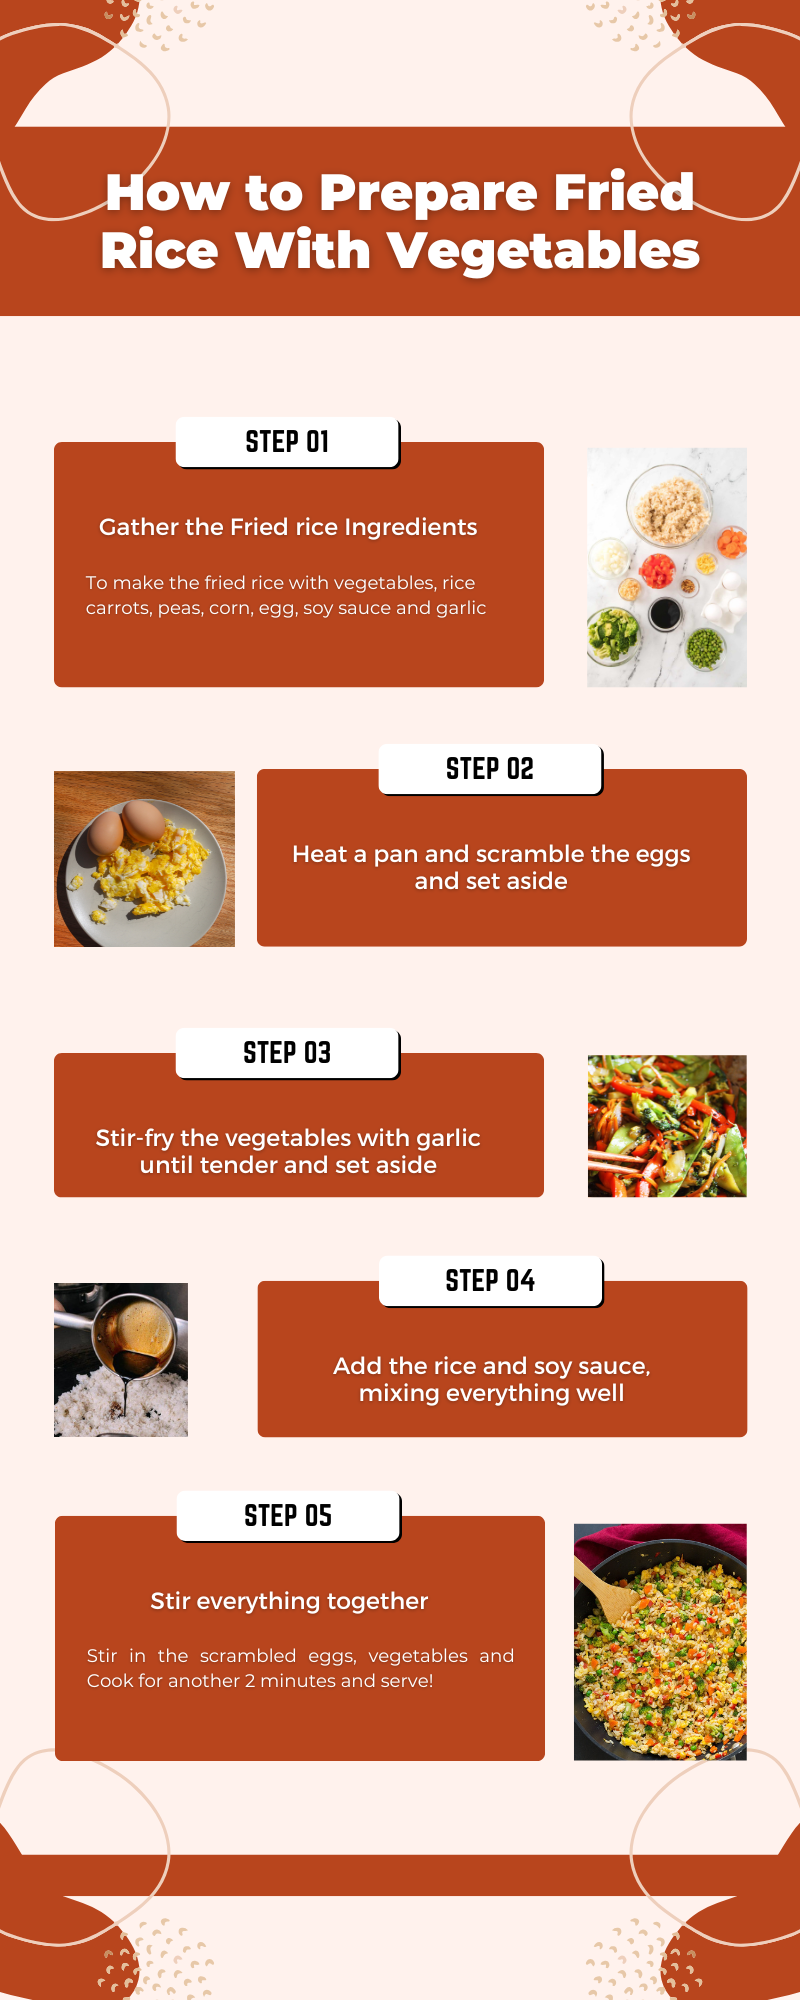 How to Prepare Fried
Rice With Vegetables
STEP 01
Gather the Fried rice Ingredients
To make the fried rice with vegetables, rice
carrots, peas, corn, egg, soy sauce and garlic
STEP 02
Heat a pan and scramble the eggs
and set aside
STEP 03
Stir-fry the vegetables with garlic
until tender and set aside
STEP 04
Add the rice and soy sauce,
mixing everything well
STEP 05
Stir everything together
Stir in the scrambled eggs, vegetables and
Cook for another 2 minutes and serve!